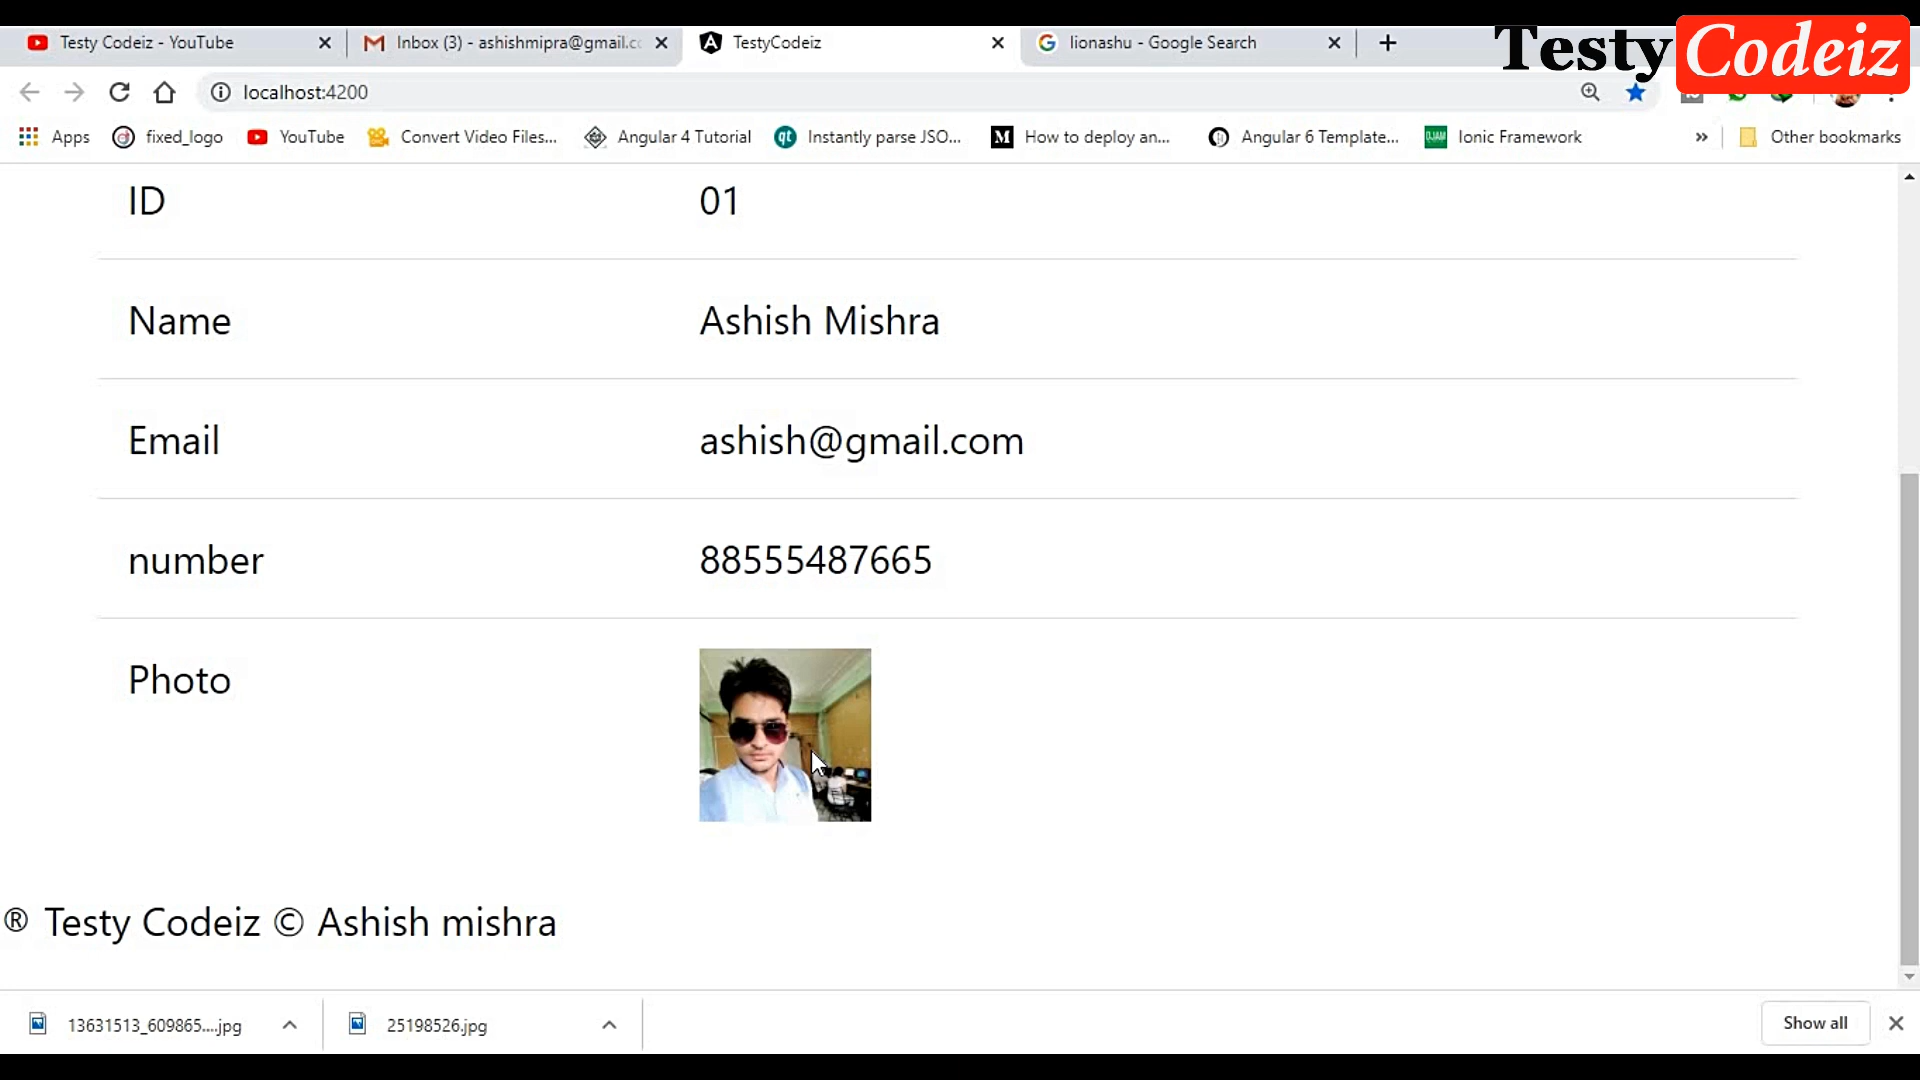 Testy Codeiz - YouTube
Inbox (3) - ashishmipra@gmail.c
TestyCodeiz
lionashu - Google Search
Testy Codeiz
localhost:4200
Apps
fixed_logo
YouTube
Convert Video Files...
Angular 4 Tutorial
qt
Instantly parse JSO...
M
How to deploy an...
Angular 6 Template...
Ionic Framework
»
Other bookmarks
ID 01
Name Ashish Mishra
Email ashish@gmail.com
number 88555487665
Photo
® Testy Codeiz © Ashish mishra
13631513_609865....jpg
25198526.jpg
Show all